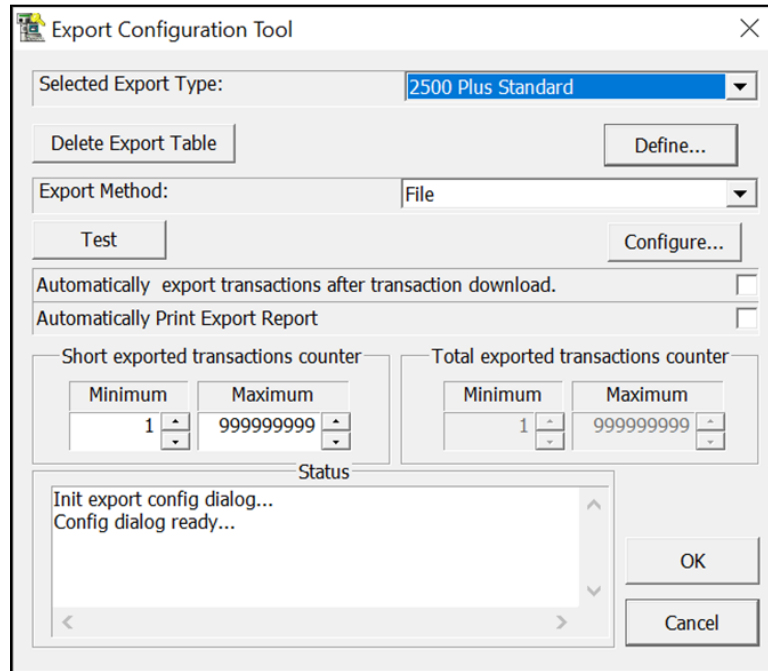 Export Configuration Tool
Selected Export Type:
2500 Plus Standard
Delete Export Table
Define...
Export Method:
File
Test
Configure...
Automatically  export transactions after transaction download.
Automatically Print Export Report
Short exported transactions counter
Total exported transactions counter
Minimum
Maximum
Minimum
Maximum
1
999999999
1
999999999
Status
Init export config dialog...
Config dialog ready...
OK
Cancel